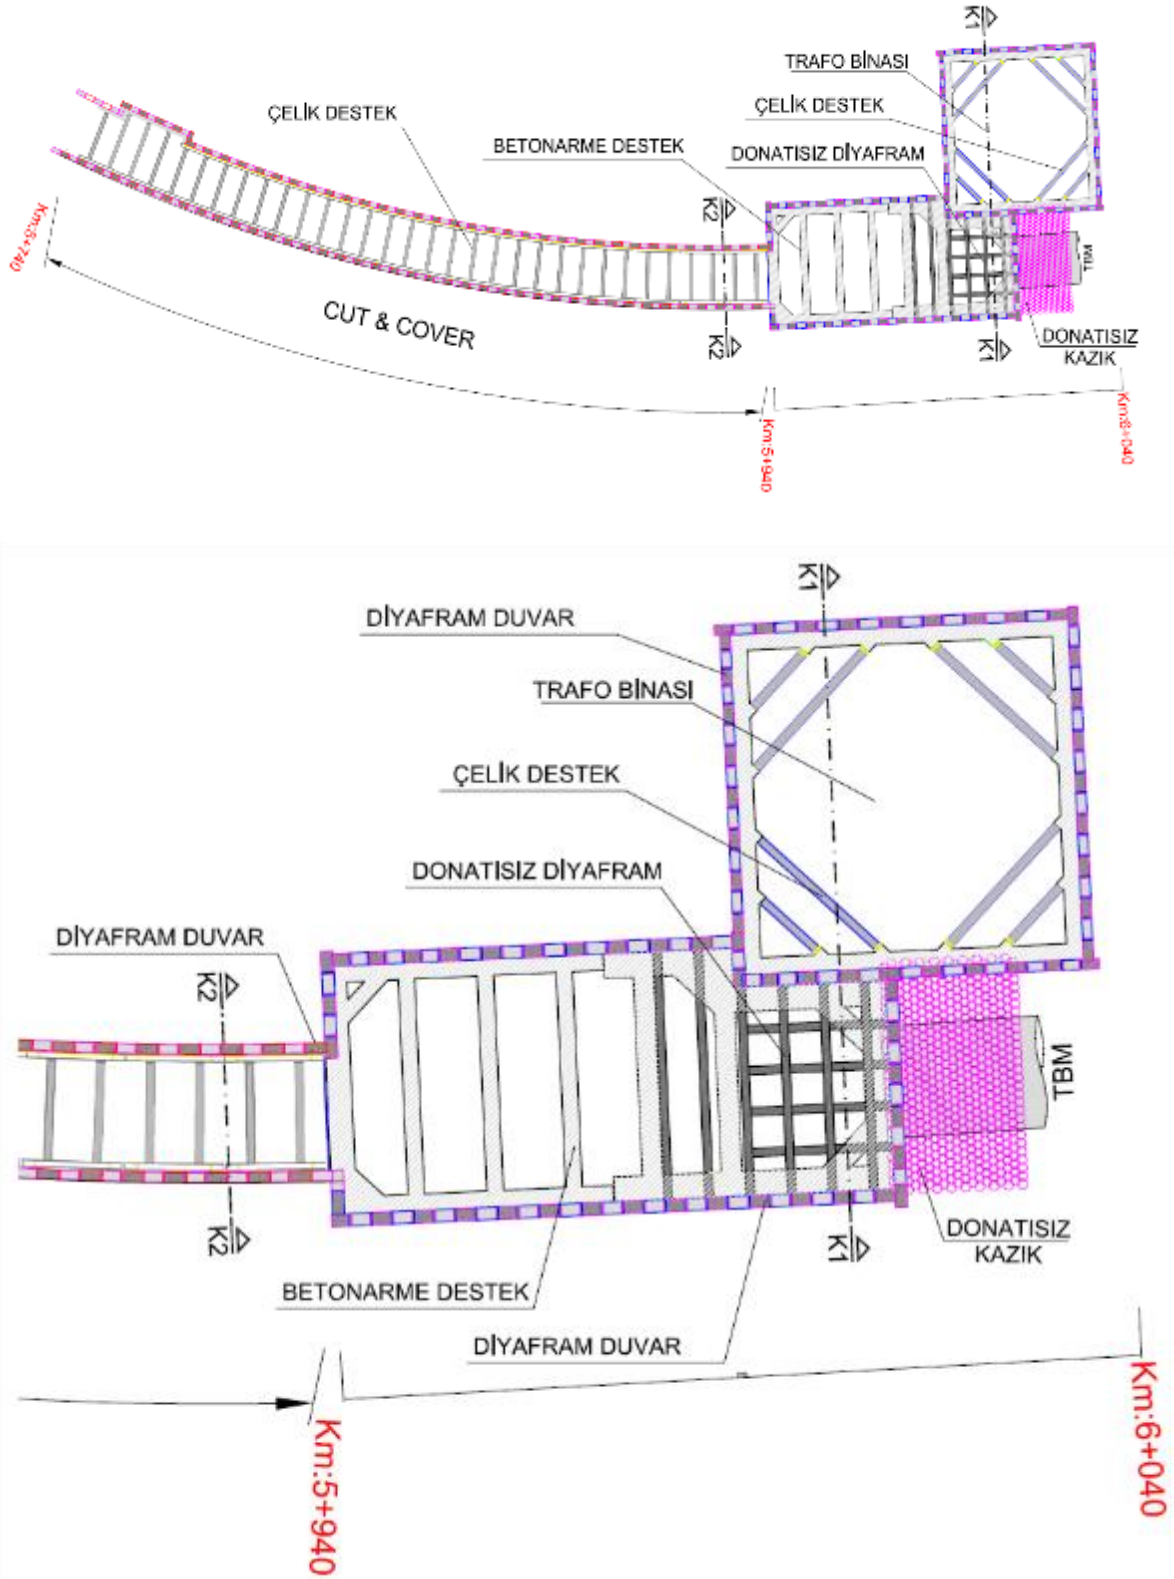 K1
TRAFO BİNASI
ÇELİK DESTEK
ÇELİK DESTEK
BETONARME DESTEK
DONATISIZ DİYAFRAM
K2
TBM
Km:5+740
CUT & COVER
K2
K1
DONATISIZ
KAZIK
Km:5+940
Km:6+040
K1
DİYAFRAM DUVAR
TRAFO BİNASI
ÇELİK DESTEK
DONATISIZ DİYAFRAM
DİYAFRAM DUVAR
K2
TBM
K2
K1
DONATISIZ
KAZIK
BETONARME DESTEK
DİYAFRAM DUVAR
Km:5+940
Km:6+040